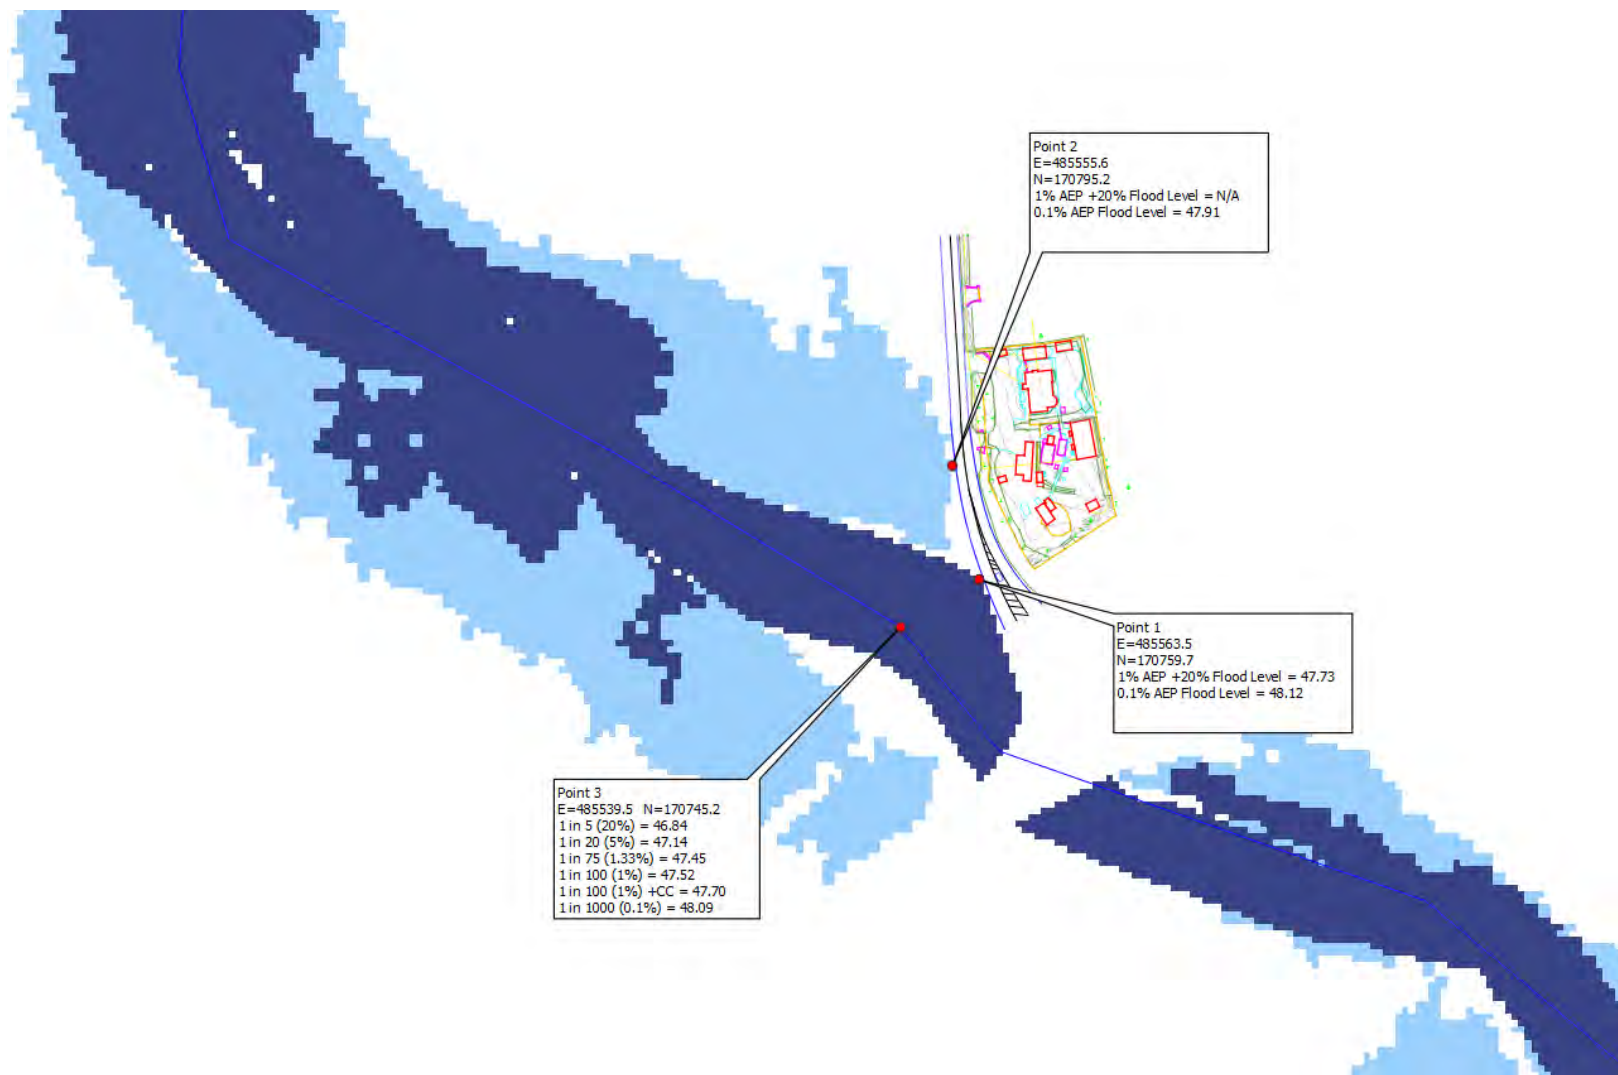 Point 2
E=485555.6
N=170795.2
1% AEP +20% Flood Level = N/A
0.1% AEP Flood Level = 47.91
Point 1
E=485563.5
N=170759.7
1% AEP +20% Flood Level = 47.73
0.1% AEP Flood Level = 48.12
Point 3
E=485539.5 N=170745.2
1 in 5 (20%) = 46.84
1 in 20 (5%) = 47.14
1 in 75 (1.33%) = 47.45
1 in 100 (1%) = 47.52
1 in 100 (1%) +CC = 47.70
1 in 1000 (0.1%) = 48.09